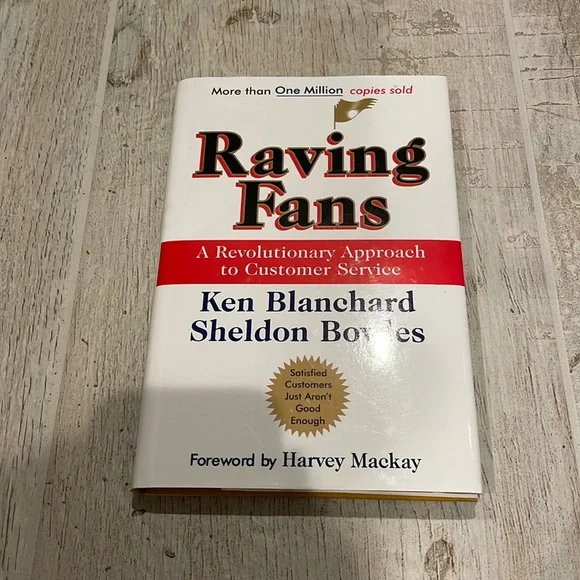 More than One Million copies sold
Raving
Fans
A Revolutionary Approach
to Customer Service
Ken Blanchard
Sheldon Bowles
Satisfied
Customers
Just Aren't
Good
Enough
Foreword by Harvey Mackay